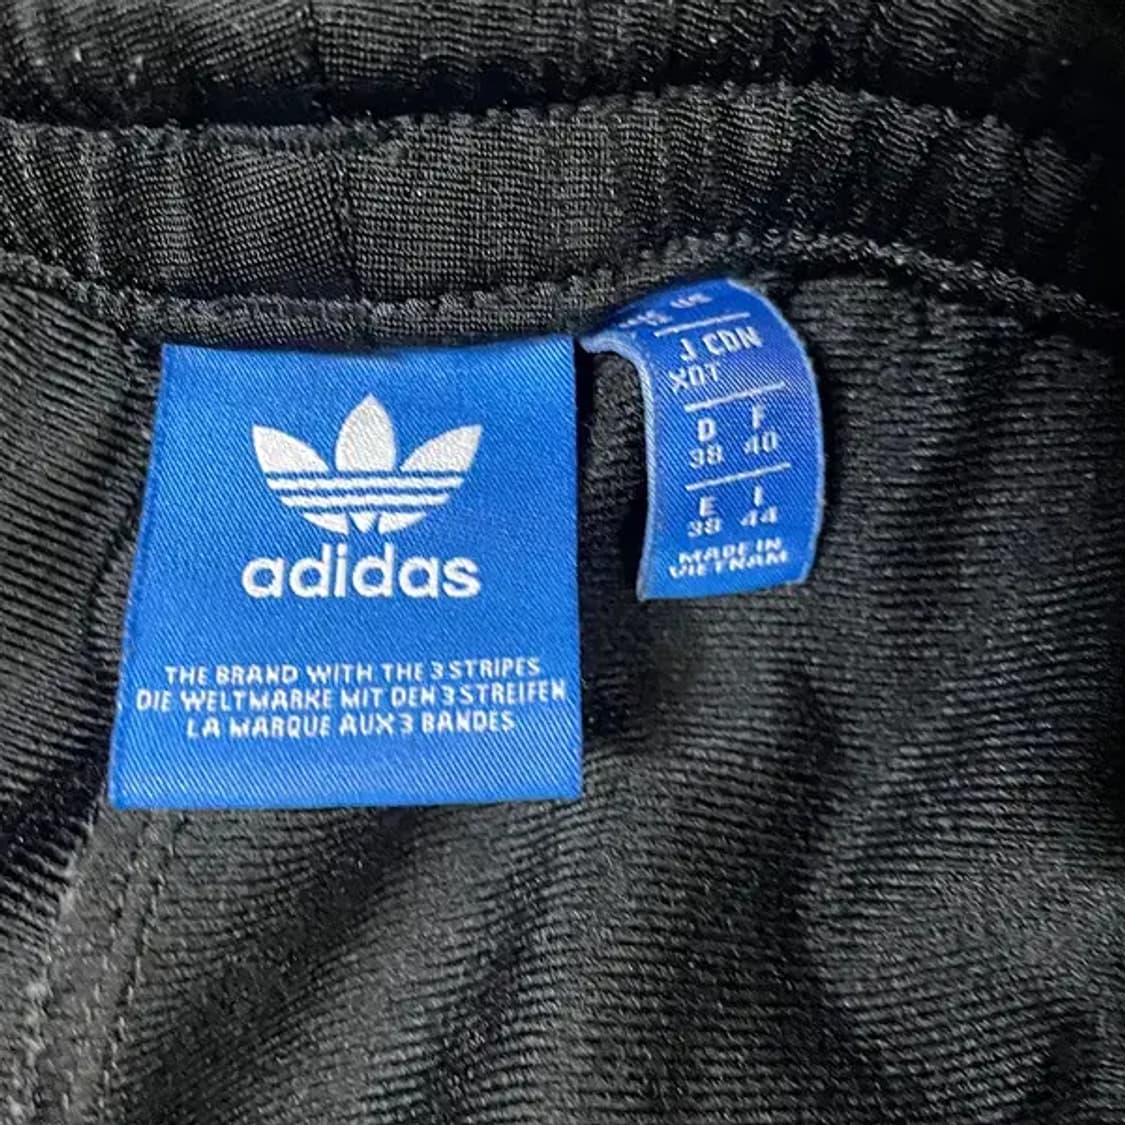 adidas
THE BRAND WITH THE 3 STRIPES
DIE WELTMARKE MIT DEN 3 STREIFEN
LA MARQUE AUX 3 BANDES
J CDN
D F
38 40
E I
38 44
MADE IN
VIETNAM